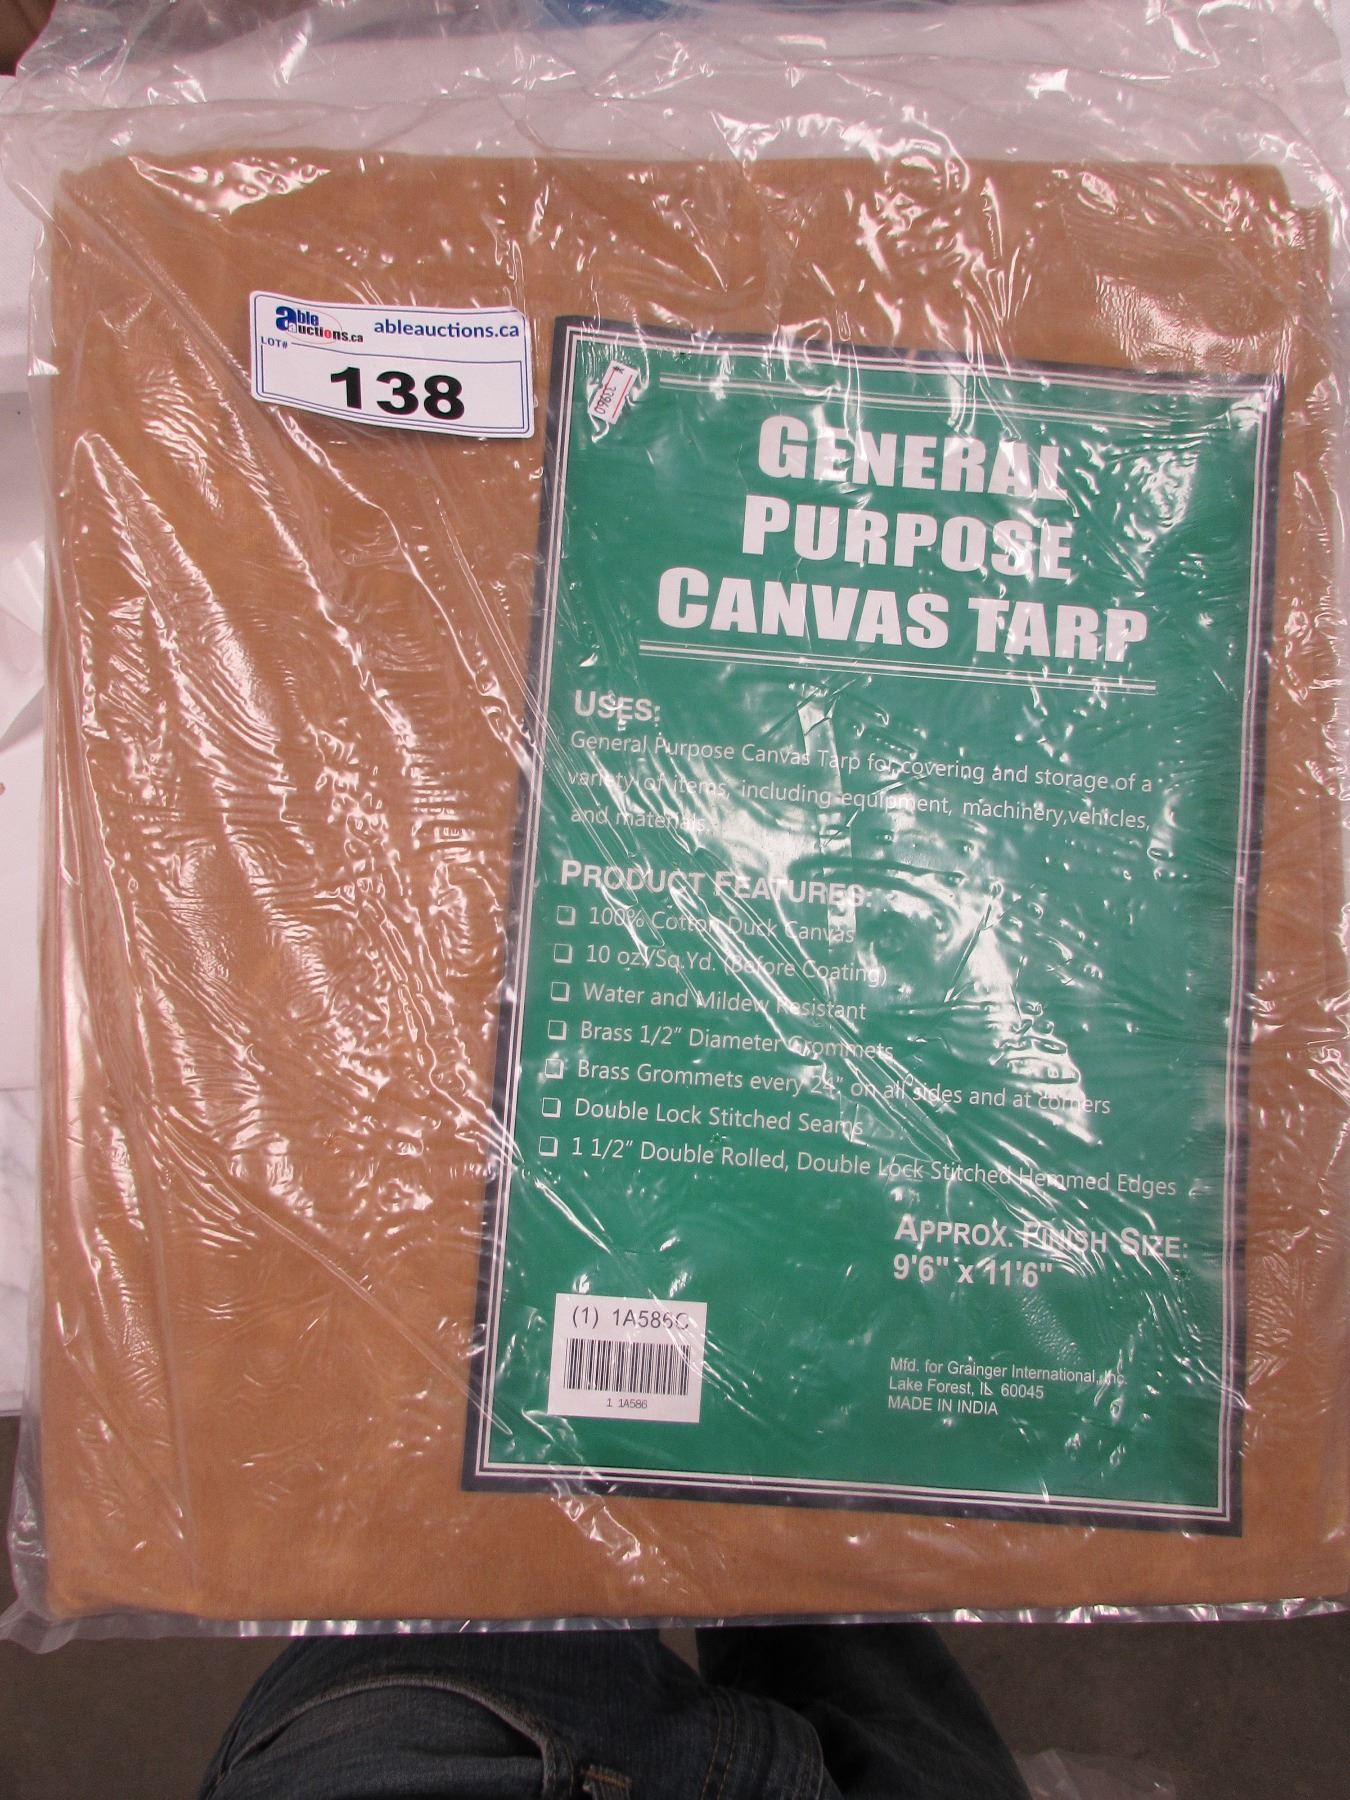 able auctions.ca ableauctions.ca
LOT#
138
33960
GENERAL
PURPOSE
CANVAS TARP
USES:
General Purpose Canvas Tarp for covering and storage of a
variety of items, including equipment, machinery,vehicles,
and materials.
PRODUCT FEATURES:
❑ 100% Cotton Duck Canvas
❑ 10 oz./Sq.Yd. (Before Coating)
❑ Water and Mildew Resistant
❑ Brass 1/2" Diameter Grommets
❑ Brass Grommets every 24" on all sides and at corners
❑ Double Lock Stitched Seams
❑ 1 1/2" Double Rolled, Double Lock Stitched Hemmed Edges
APPROX. FINISH SIZE:
9'6" x 11'6"
(1) 1A586C
1 1A586
Mfd. for Grainger International, Inc.
Lake Forest, IL 60045
MADE IN INDIA